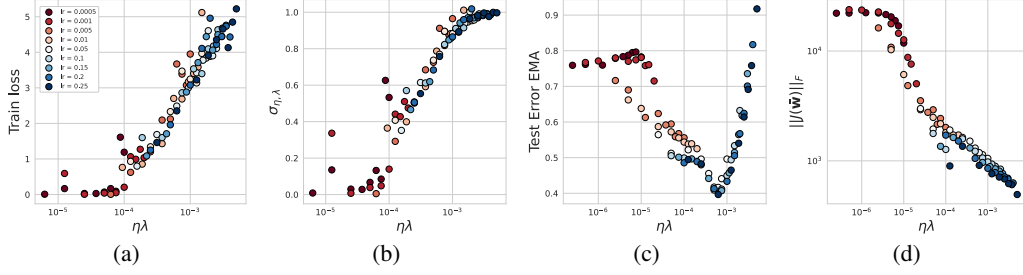 Train loss
5
4
3
2
1
0
lr = 0.0005
lr = 0.001
lr = 0.005
lr = 0.01
lr = 0.05
lr = 0.1
lr = 0.15
lr = 0.2
lr = 0.25
10⁻⁵ 10⁻⁴ 10⁻³
ηλ
(a)
σ_{η,λ}
1.0
0.8
0.6
0.4
0.2
0.0
10⁻⁵ 10⁻⁴ 10⁻³
ηλ
(b)
Test Error EMA
0.9
0.8
0.7
0.6
0.5
0.4
10⁻⁶ 10⁻⁵ 10⁻⁴ 10⁻³
ηλ
(c)
||J(w̄)||_F
10⁴
10³
10⁻⁶ 10⁻⁵ 10⁻⁴ 10⁻³
ηλ
(d)